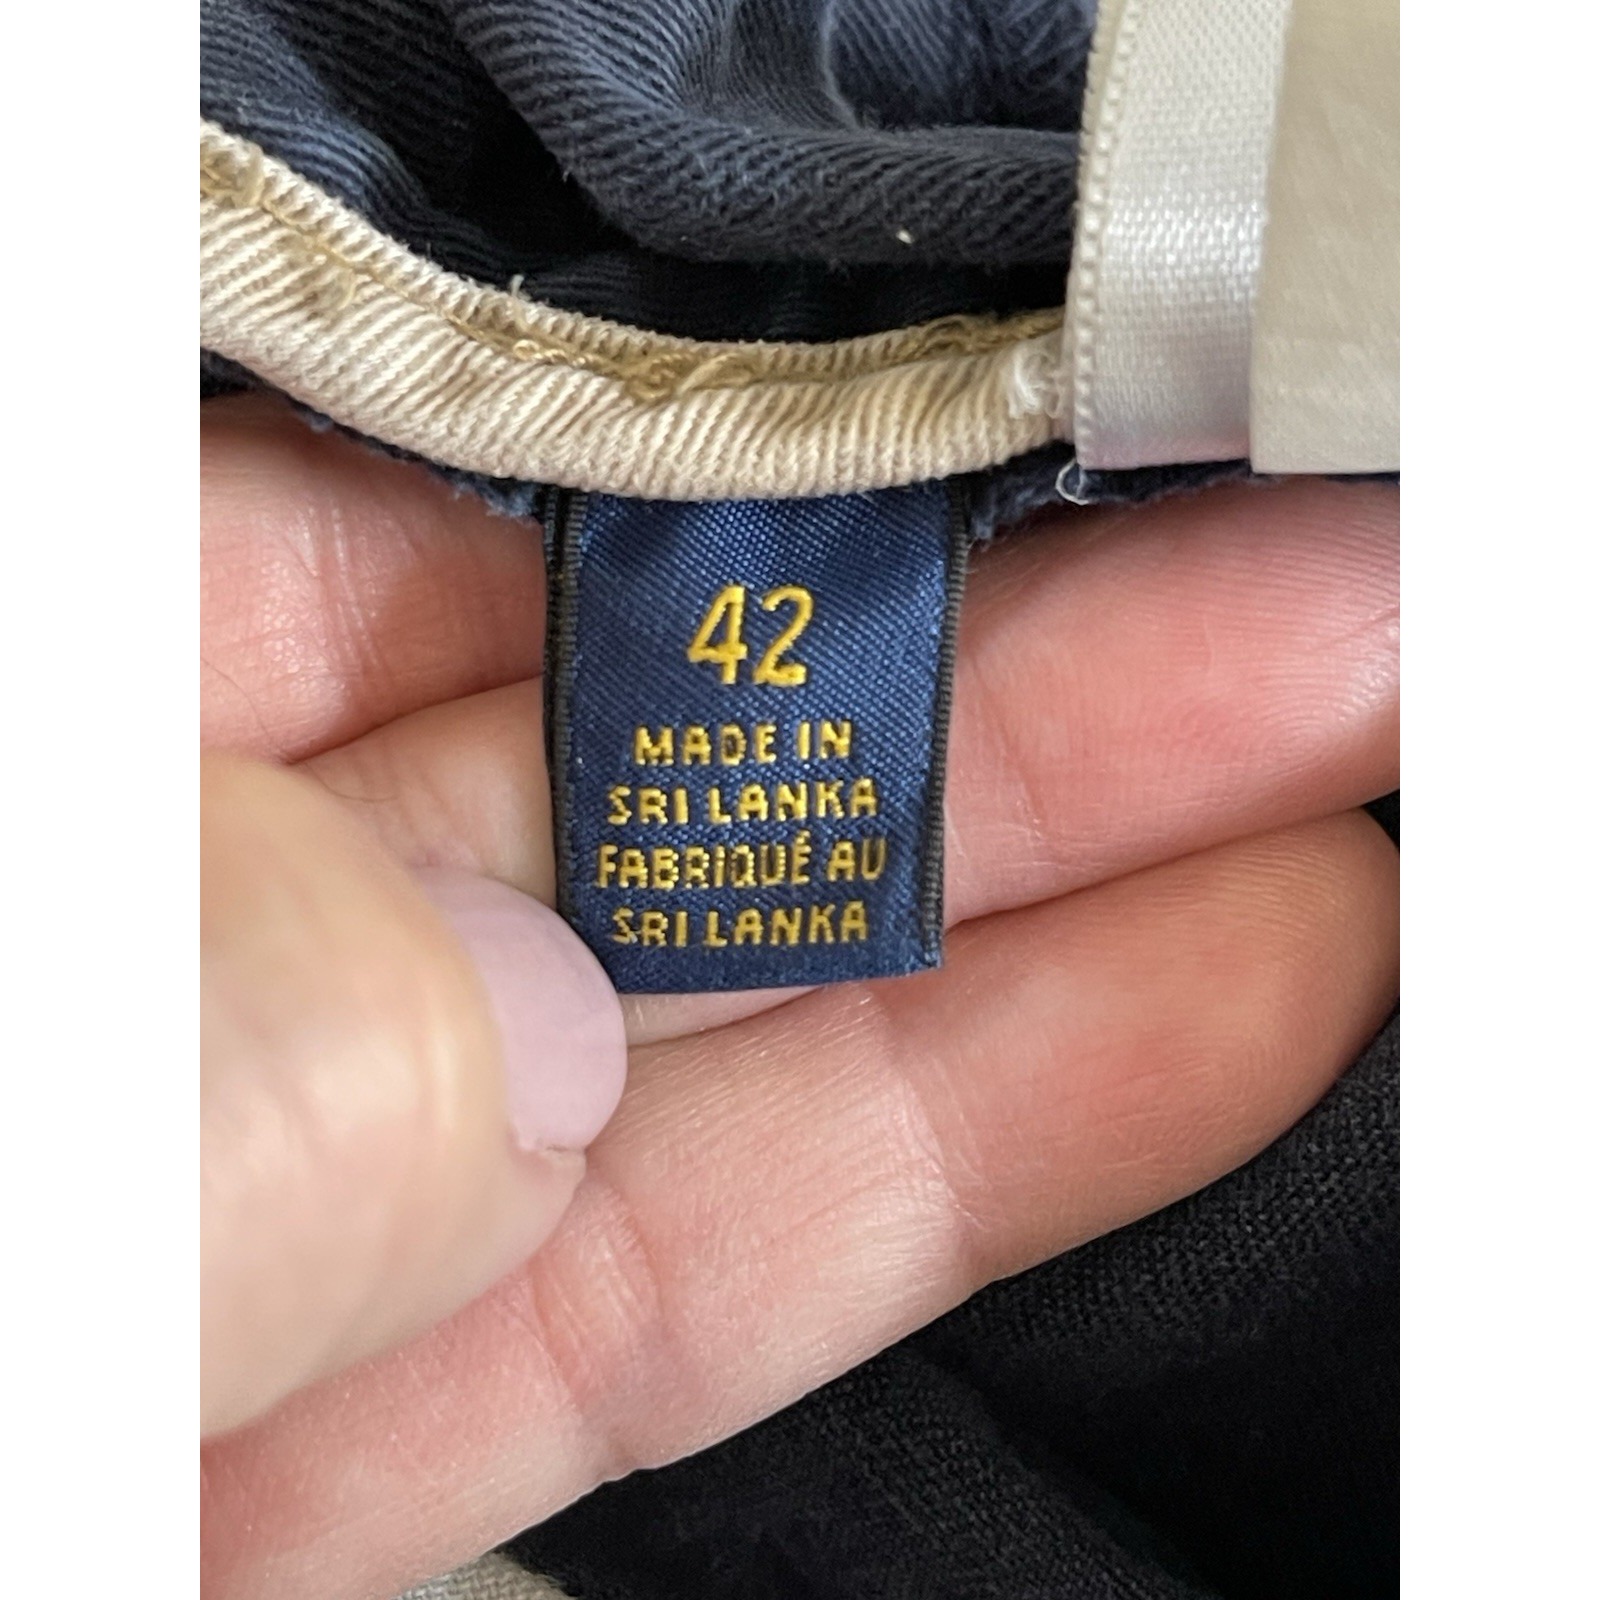 42
MADE IN
SRI LANKA
FABRIQUÉ AU
SRI LANKA